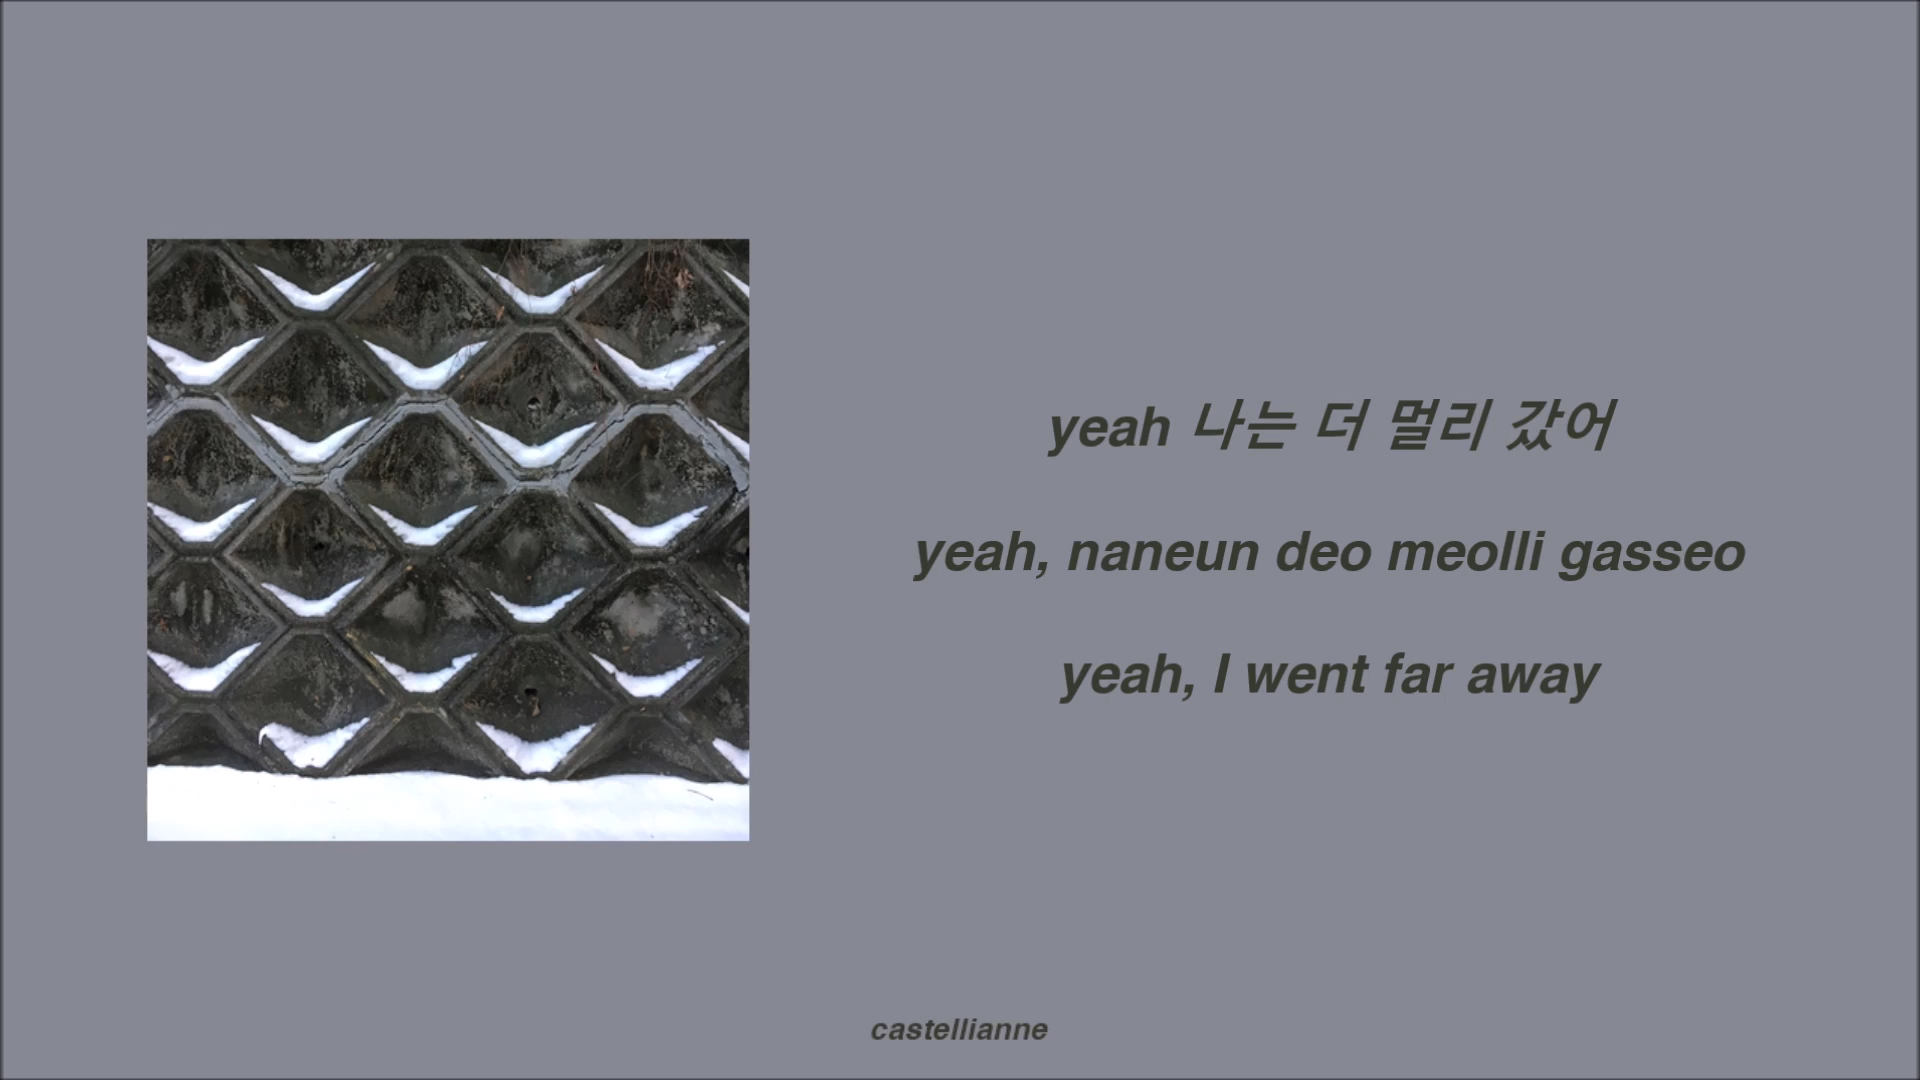 yeah 나는 더 멀리 갔어
yeah, naneun deo meolli gasseo
yeah, I went far away
castellianne